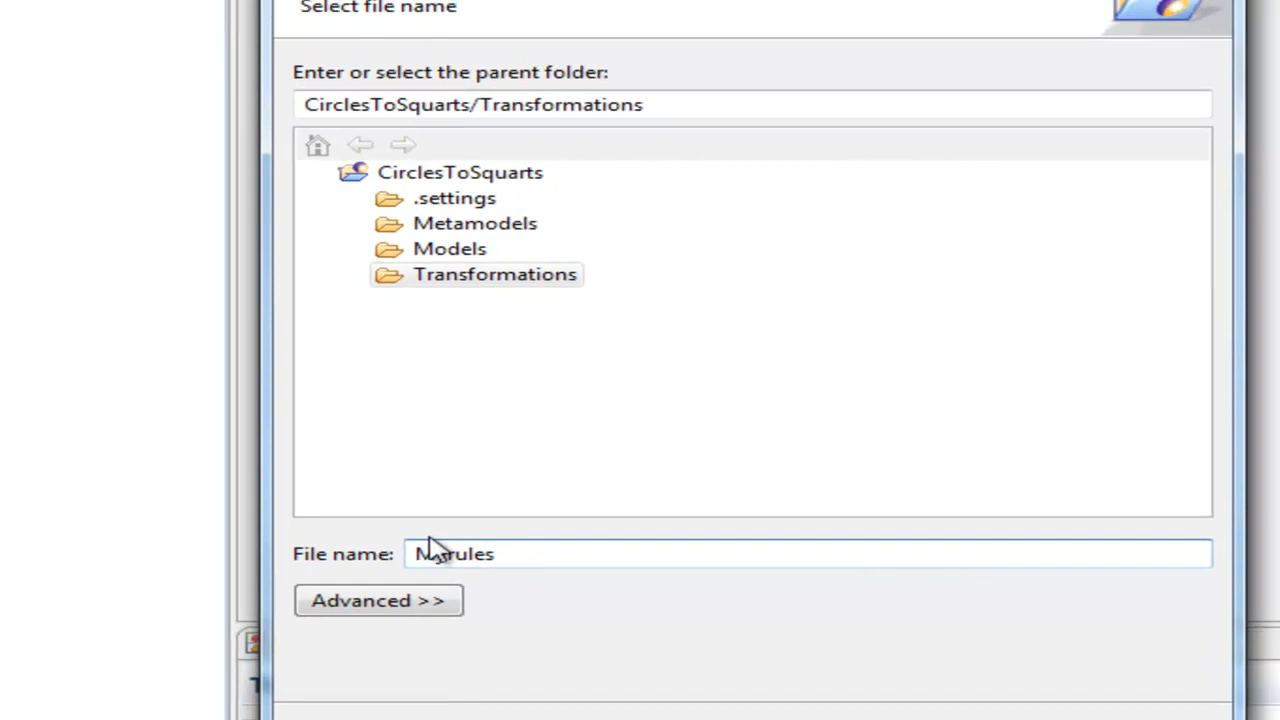 Select file name
Enter or select the parent folder:
CirclesToSquarts/Transformations
CirclesToSquarts
.settings
Metamodels
Models
Transformations
File name:
Advanced >>